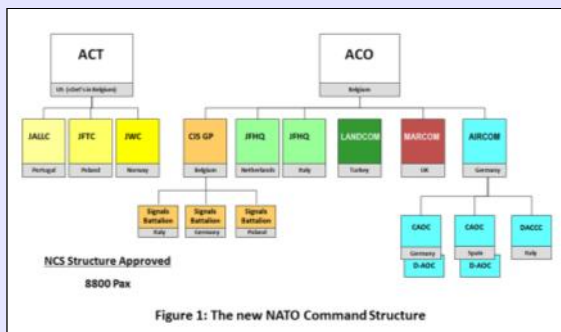 ACT
US (+Det's in Belgium)
ACO
Belgium
JALLC
Portugal
JFTC
Poland
JWC
Norway
CIS GP
Belgium
JFHQ
Netherlands
JFHQ
Italy
LANDCOM
Turkey
MARCOM
UK
AIRCOM
Germany
Signals
Battalion
Italy
Signals
Battalion
Germany
Signals
Battalion
Poland
CAOC
Germany
D-AOC
CAOC
Spain
D-AOC
DACCC
Italy
NCS Structure Approved
8800 Pax
Figure 1: The new NATO Command Structure